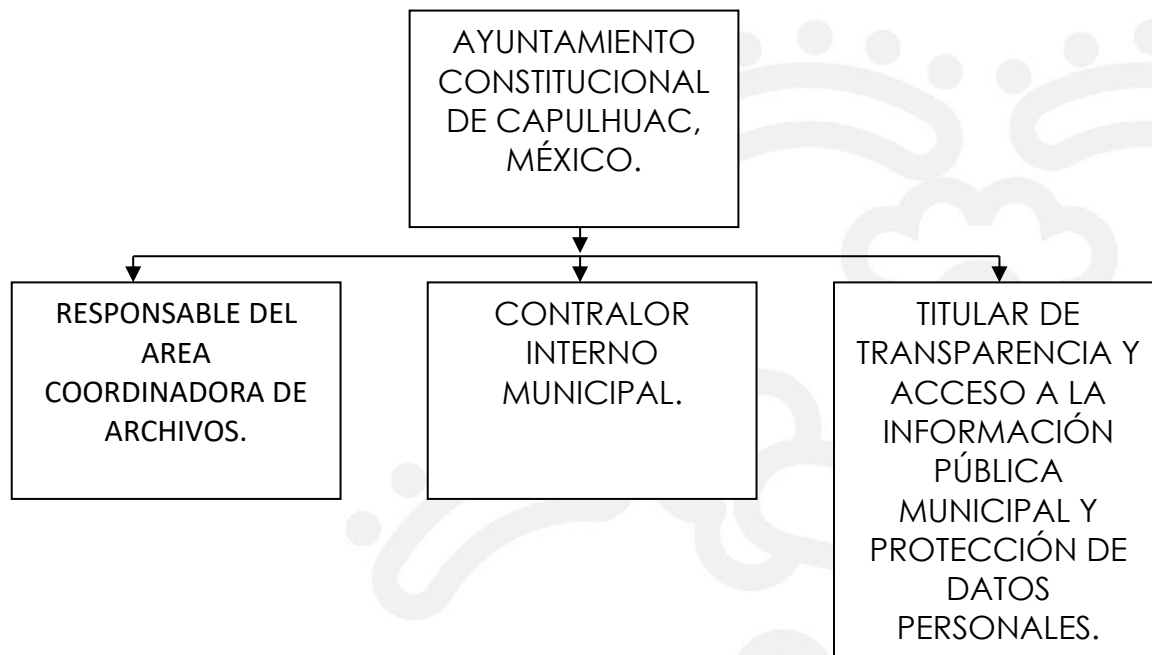 AYUNTAMIENTO
CONSTITUCIONAL
DE CAPULHUAC,
MÉXICO.
RESPONSABLE DEL
AREA
COORDINADORA DE
ARCHIVOS.
CONTRALOR
INTERNO
MUNICIPAL.
TITULAR DE
TRANSPARENCIA Y
ACCESO A LA
INFORMACIÓN
PÚBLICA
MUNICIPAL Y
PROTECCIÓN DE
DATOS
PERSONALES.